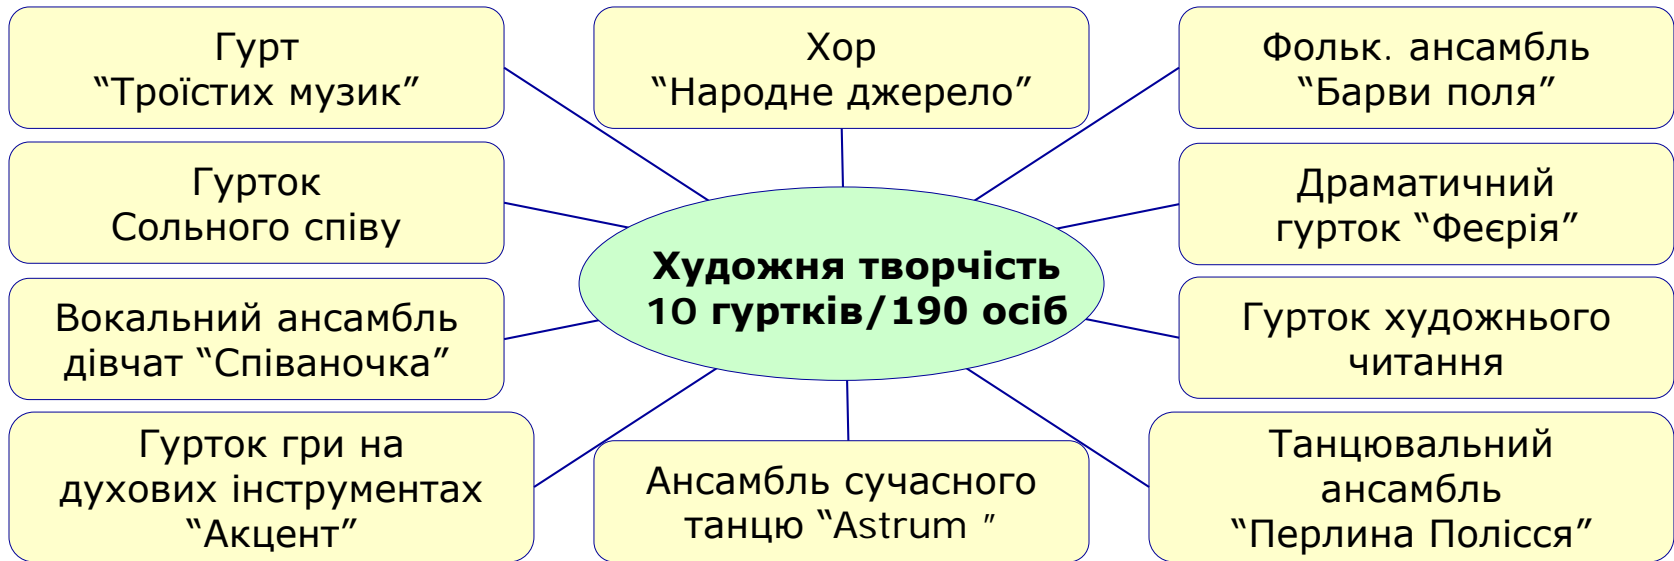 Гурт
“Троїстих музик”
Хор
“Народне джерело”
Фольк. ансамбль
“Барви поля”
Гурток
Сольного співу
Драматичний
гурток “Феєрія”
Художня творчість
10 гуртків/190 осіб
Вокальний ансамбль
дівчат “Співаночка”
Гурток художнього
читання
Гурток гри на
духових інструментах
“Акцент”
Ансамбль сучасного
танцю “Astrum ”
Танцювальний
ансамбль
“Перлина Полісся”